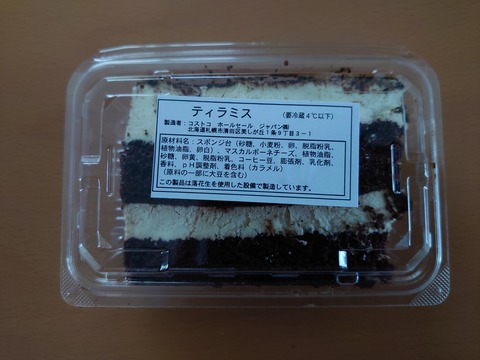 ティラミス （要冷蔵4℃以下）
製造者：コストコ ホールセール ジャパン㈱
北海道札幌市清田区美しが丘1条9丁目3－1
原材料名：スポンジ台（砂糖、小麦粉、卵、脱脂粉乳、
植物油脂、卵白）、マスカルポーネチーズ、植物油脂、
砂糖、卵黄、脱脂粉乳、コーヒー豆、膨張剤、乳化剤、
香料、ｐＨ調整剤、着色料（カラメル）
（原料の一部に大豆を含む）
この製品は落花生を使用した設備で製造しています。